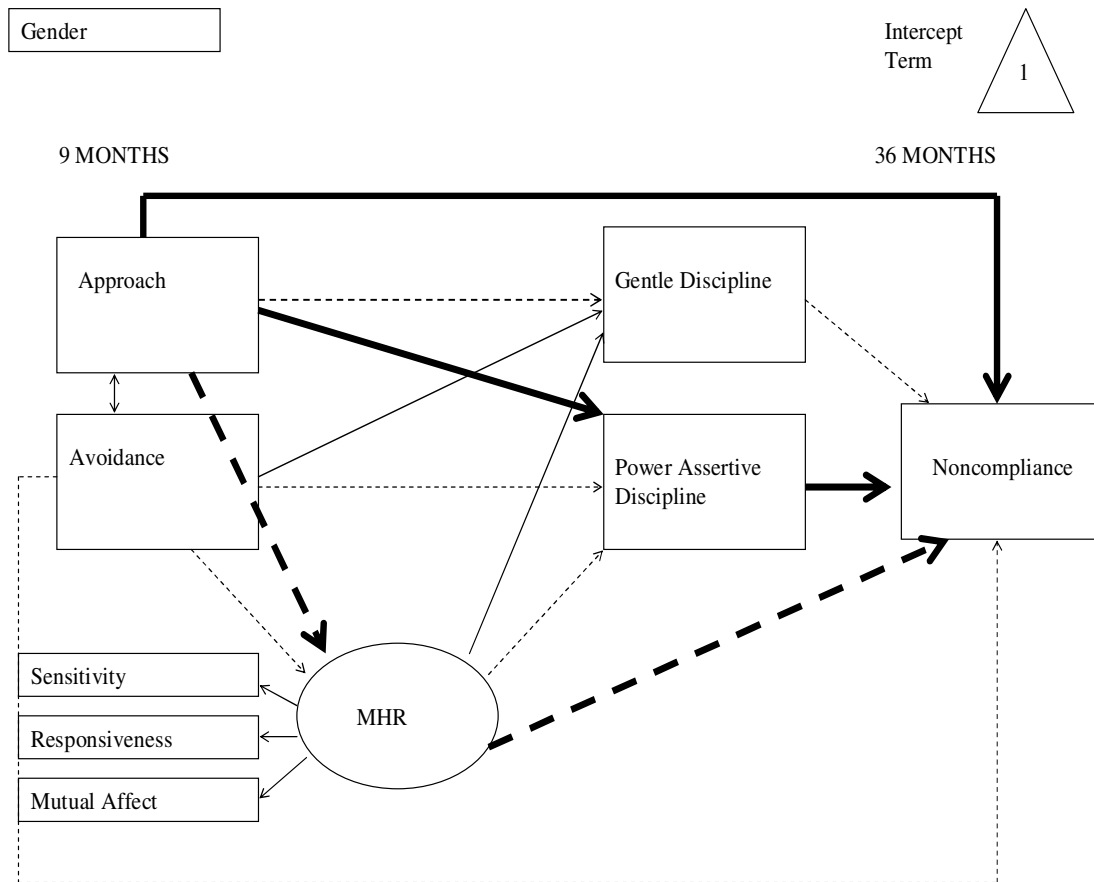 Gender
Intercept
Term
1
9 MONTHS
36 MONTHS
Approach
Gentle Discipline
Avoidance
Power Assertive
Discipline
Noncompliance
Sensitivity
MHR
Responsiveness
Mutual Affect